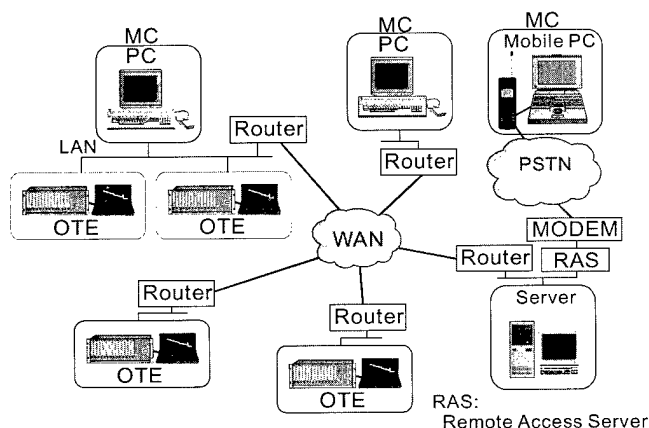 MC
PC
MC
PC
MC
Mobile PC
Router
LAN
Router
PSTN
OTE
OTE
WAN
MODEM
Router
RAS
Router
Server
Router
OTE
OTE
RAS:
Remote Access Server